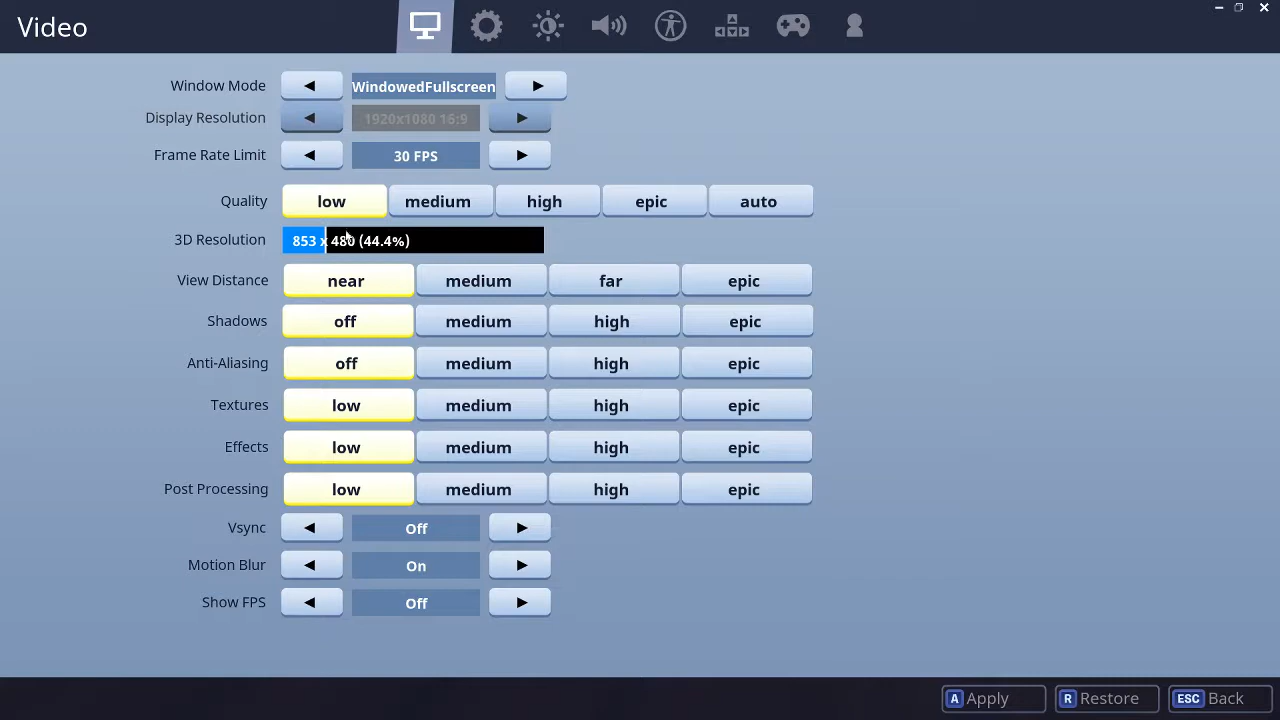 Video
Window Mode ◀ WindowedFullscreen ▶
Display Resolution ◀ 1920x1080 16:9 ▶
Frame Rate Limit ◀ 30 FPS ▶
Quality low medium high epic auto
3D Resolution 853 x 480 (44.4%)
View Distance near medium far epic
Shadows off medium high epic
Anti-Aliasing off medium high epic
Textures low medium high epic
Effects low medium high epic
Post Processing low medium high epic
Vsync ◀ Off ▶
Motion Blur ◀ On ▶
Show FPS ◀ Off ▶
A Apply R Restore ESC Back